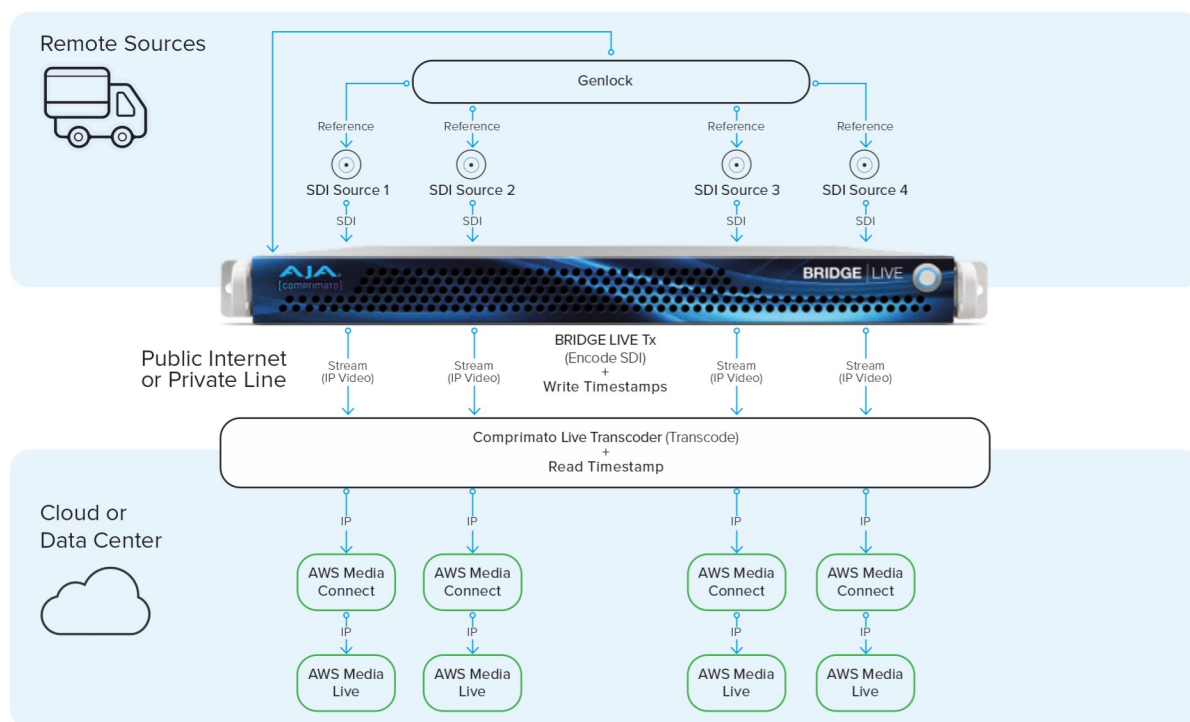 Remote Sources
Genlock
Reference
Reference
Reference
Reference
SDI Source 1
SDI Source 2
SDI Source 3
SDI Source 4
SDI
SDI
SDI
SDI
AJA
[comprimato]
BRIDGE | LIVE
Public Internet
or Private Line
Stream
(IP Video)
Stream
(IP Video)
BRIDGE LIVE Tx
(Encode SDI)
+
Write Timestamps
Stream
(IP Video)
Stream
(IP Video)
Comprimato Live Transcoder (Transcode)
+
Read Timestamp
Cloud or
Data Center
IP
IP
IP
IP
AWS Media
Connect
AWS Media
Connect
AWS Media
Connect
AWS Media
Connect
IP
IP
IP
IP
AWS Media
Live
AWS Media
Live
AWS Media
Live
AWS Media
Live